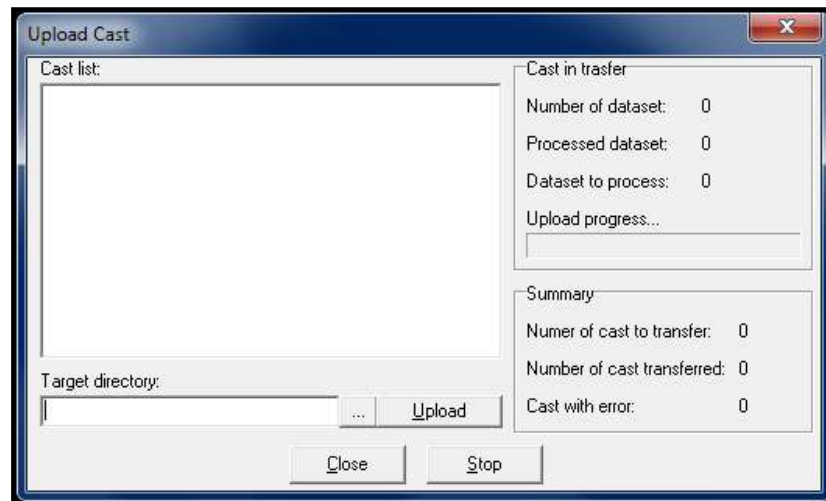 Upload Cast
Cast list:
Target directory:
...
Upload
Close
Stop
Cast in trasfer
Number of dataset: 0
Processed dataset: 0
Dataset to process: 0
Upload progress...
Summary
Numer of cast to transfer: 0
Number of cast transferred: 0
Cast with error: 0